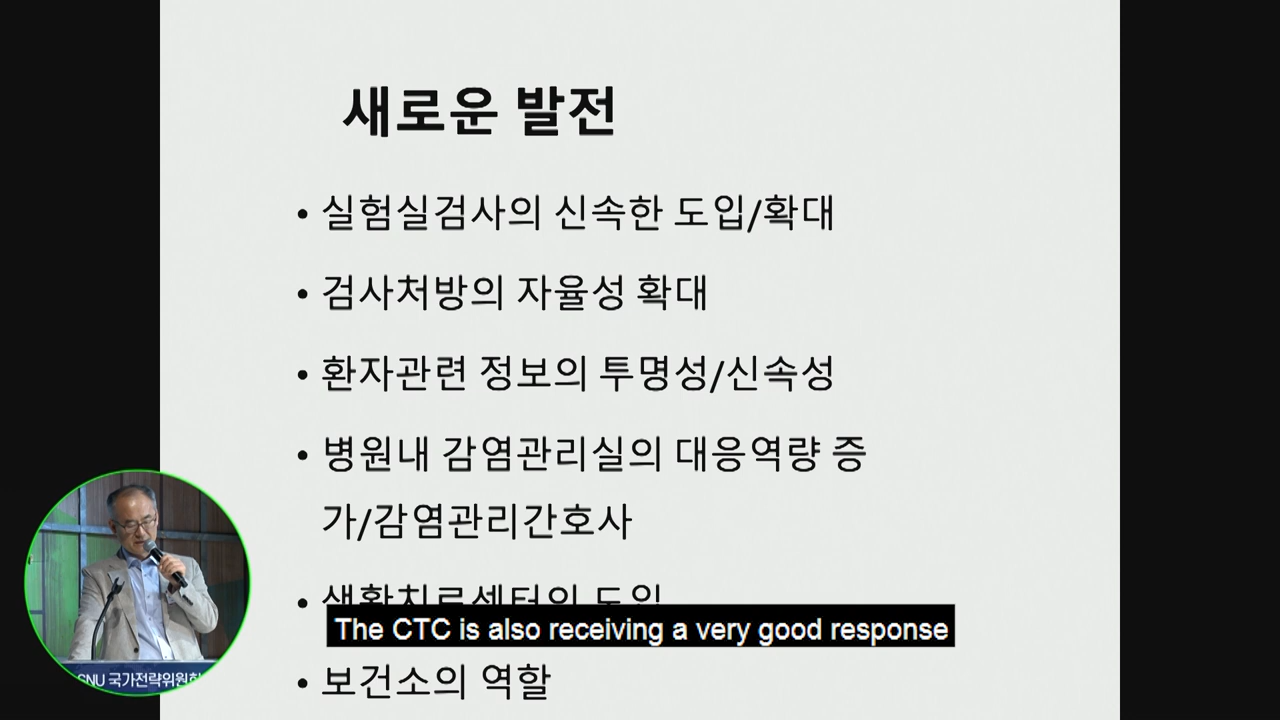 새로운 발전
• 실험실검사의 신속한 도입/확대
• 검사처방의 자율성 확대
• 환자관련 정보의 투명성/신속성
• 병원내 감염관리실의 대응역량 증
가/감염관리간호사
• 생활치료센터의 도입
The CTC is also receiving a very good response
• 보건소의 역할
SNU 국가전략위원회